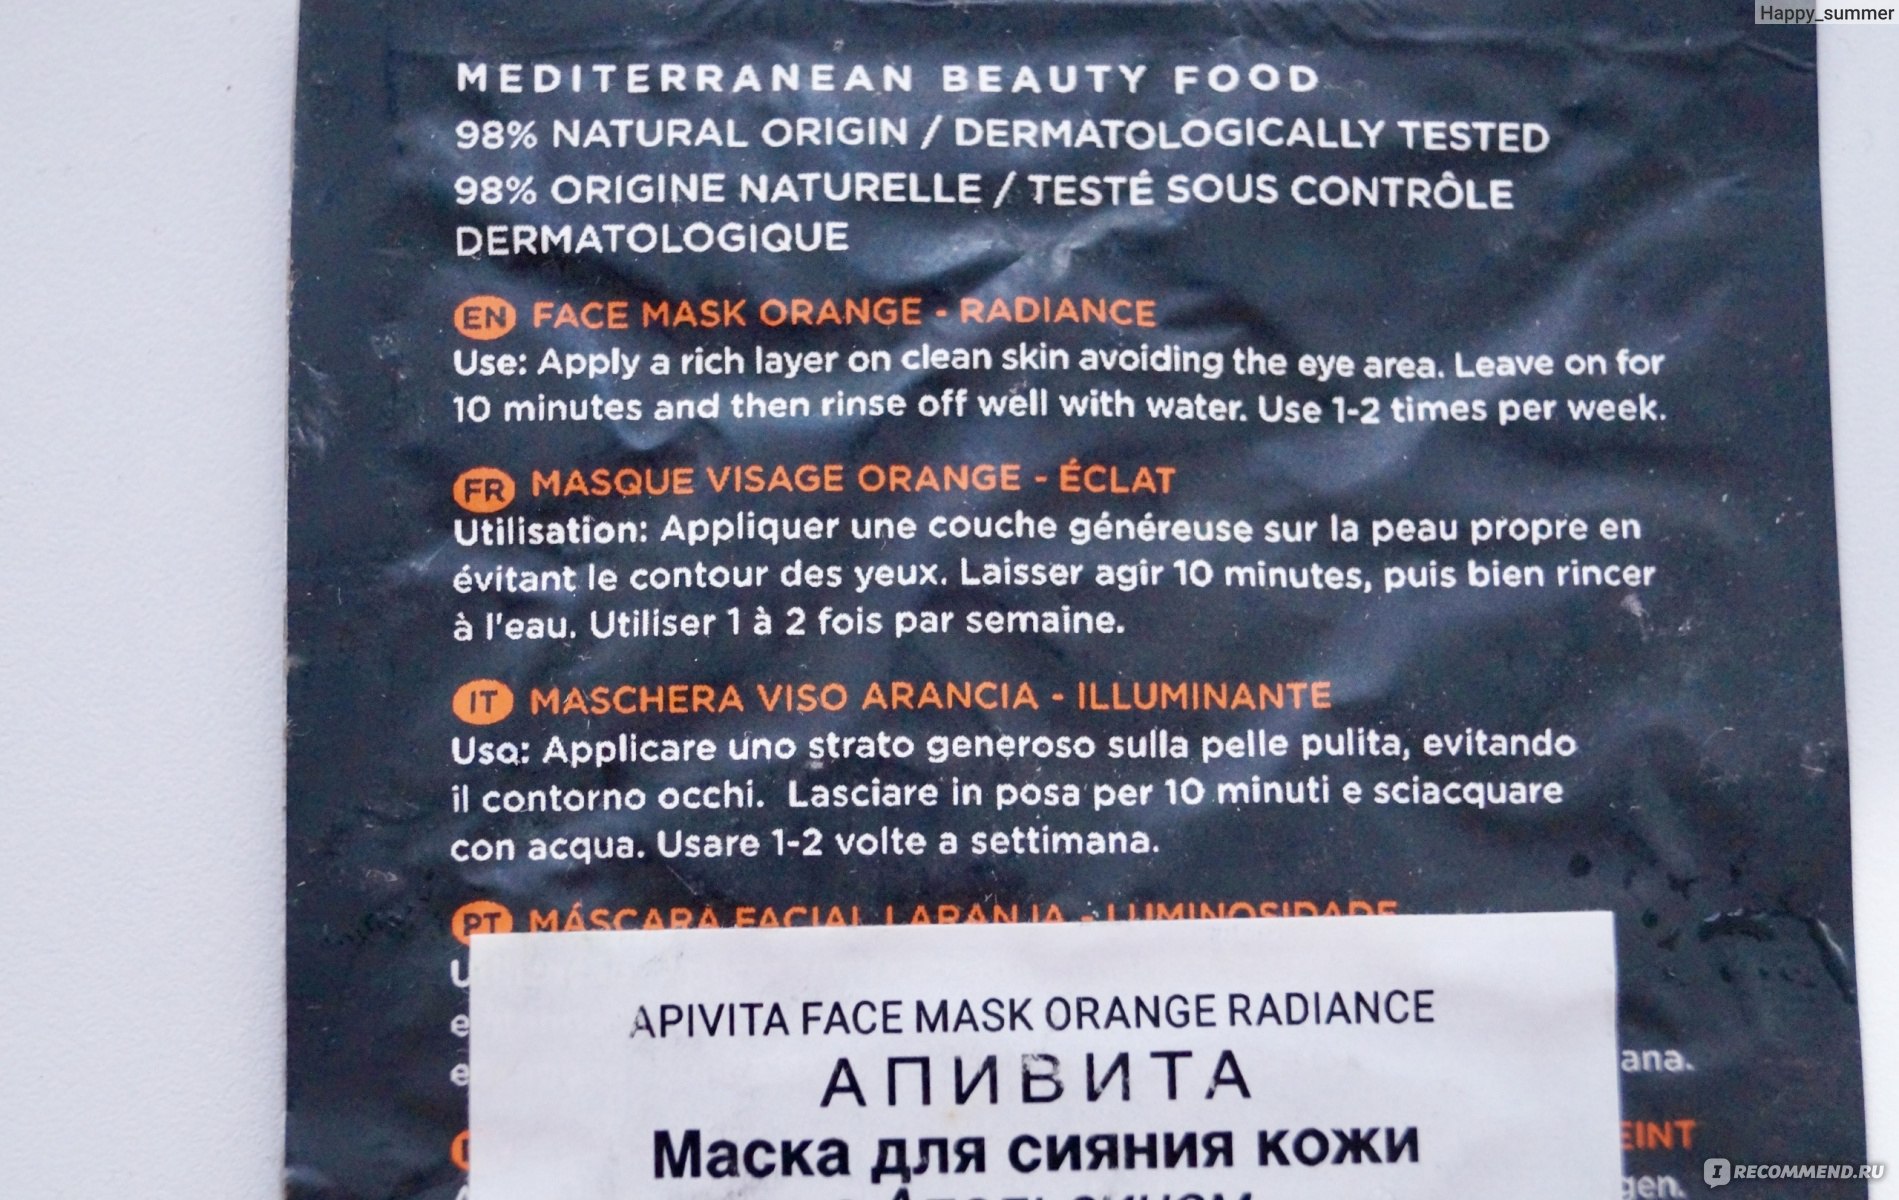 Happy_summer
MEDITERRANEAN BEAUTY FOOD
98% NATURAL ORIGIN / DERMATOLOGICALLY TESTED
98% ORIGINE NATURELLE / TESTÉ SOUS CONTRÔLE
DERMATOLOGIQUE
EN FACE MASK ORANGE - RADIANCE
Use: Apply a rich layer on clean skin avoiding the eye area. Leave on for
10 minutes and then rinse off well with water. Use 1-2 times per week.
FR MASQUE VISAGE ORANGE - ÉCLAT
Utilisation: Appliquer une couche généreuse sur la peau propre en
évitant le contour des yeux. Laisser agir 10 minutes, puis bien rincer
à l'eau. Utiliser 1 à 2 fois par semaine.
IT MASCHERA VISO ARANCIA - ILLUMINANTE
Uso: Applicare uno strato generoso sulla pelle pulita, evitando
il contorno occhi. Lasciare in posa per 10 minuti e sciacquare
con acqua. Usare 1-2 volte a settimana.
PT MÁSCARA FACIAL LARANJA - LUMINOSIDADE
APIVITA FACE MASK ORANGE RADIANCE
АПИВИТА
Маска для сияния кожи
IRECOMMEND.RU